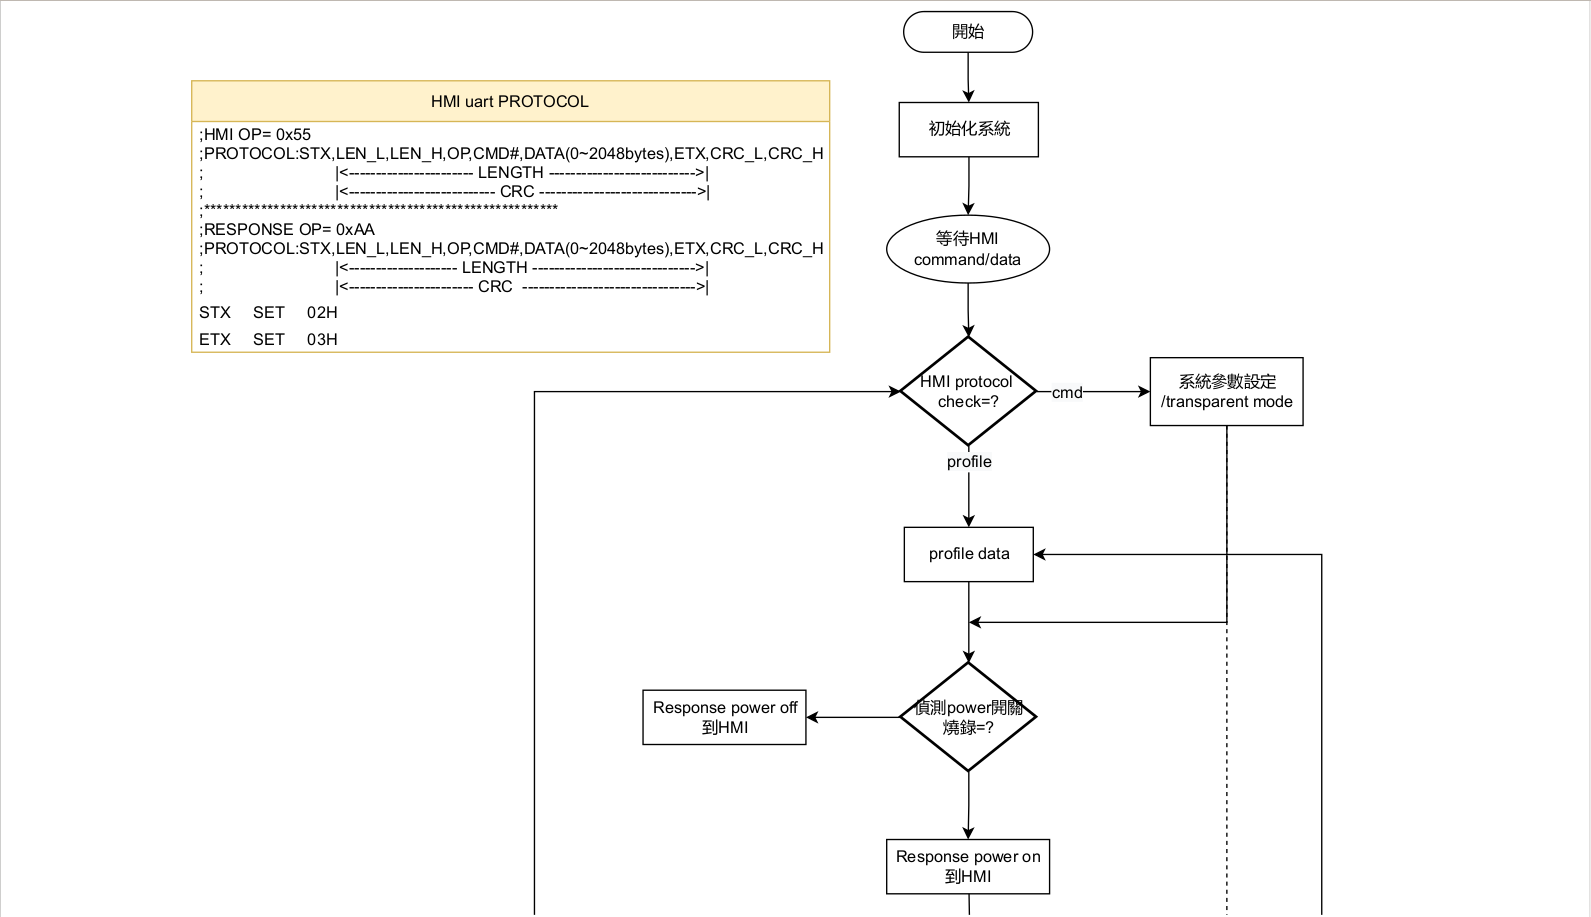 開始
HMI uart PROTOCOL
;HMI OP= 0x55
;PROTOCOL:STX,LEN_L,LEN_H,OP,CMD#,DATA(0~2048bytes),ETX,CRC_L,CRC_H
; |<----------------------- LENGTH --------------------------->|
; |<--------------------------- CRC ----------------------------->|
;********************************************************
;RESPONSE OP= 0xAA
;PROTOCOL:STX,LEN_L,LEN_H,OP,CMD#,DATA(0~2048bytes),ETX,CRC_L,CRC_H
; |<-------------------- LENGTH ------------------------------>|
; |<----------------------- CRC -------------------------------->|
STX SET 02H
ETX SET 03H
初始化系統
等待HMI
command/data
HMI protocol
check=?
cmd
系統參數設定
/transparent mode
profile
profile data
偵測power開關
燒錄=?
Response power off
到HMI
Response power on
到HMI